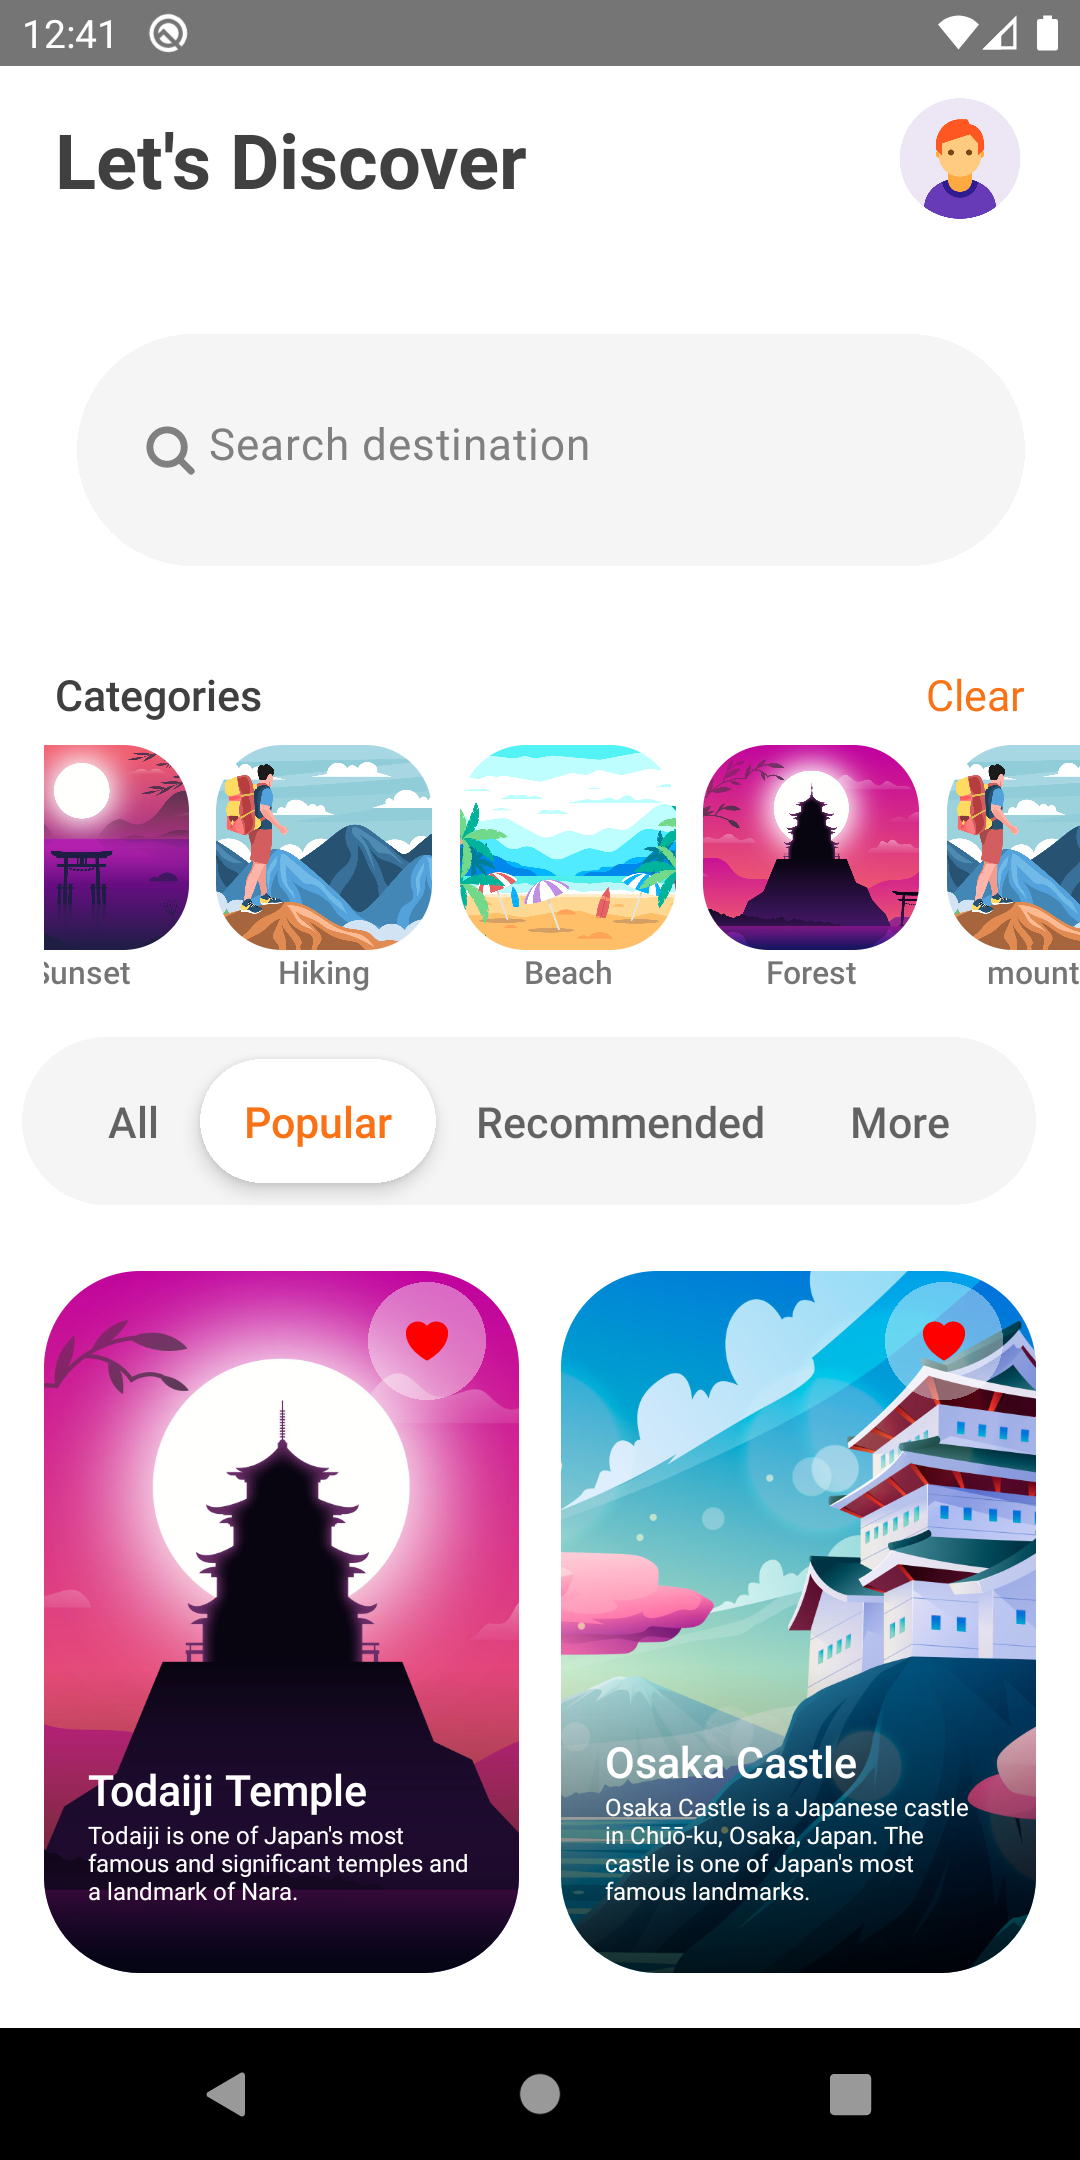 12:41
Let's Discover
Search destination
Categories
Clear
Sunset
Hiking
Beach
Forest
mount
All
Popular
Recommended
More
Todaiji Temple
Todaiji is one of Japan's most
famous and significant temples and
a landmark of Nara.
Osaka Castle
Osaka Castle is a Japanese castle
in Chūō-ku, Osaka, Japan. The
castle is one of Japan's most
famous landmarks.